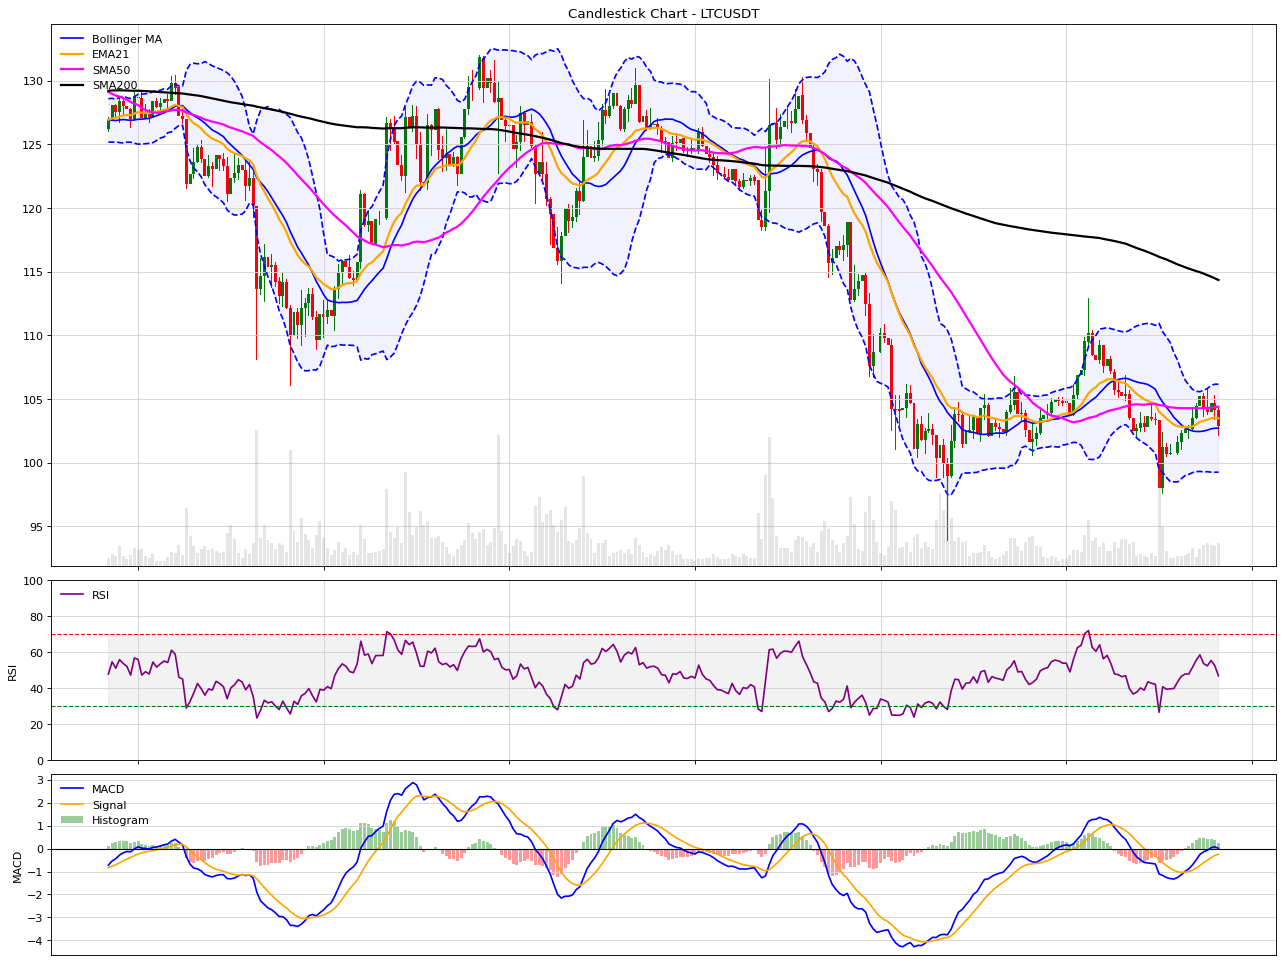 Candlestick Chart - LTCUSDT
Bollinger MA
EMA21
SMA50
SMA200
130
125
120
115
110
105
100
95
RSI
100
80
60
40
20
0
RSI
MACD
Signal
Histogram
3
2
1
0
−1
−2
−3
−4
MACD